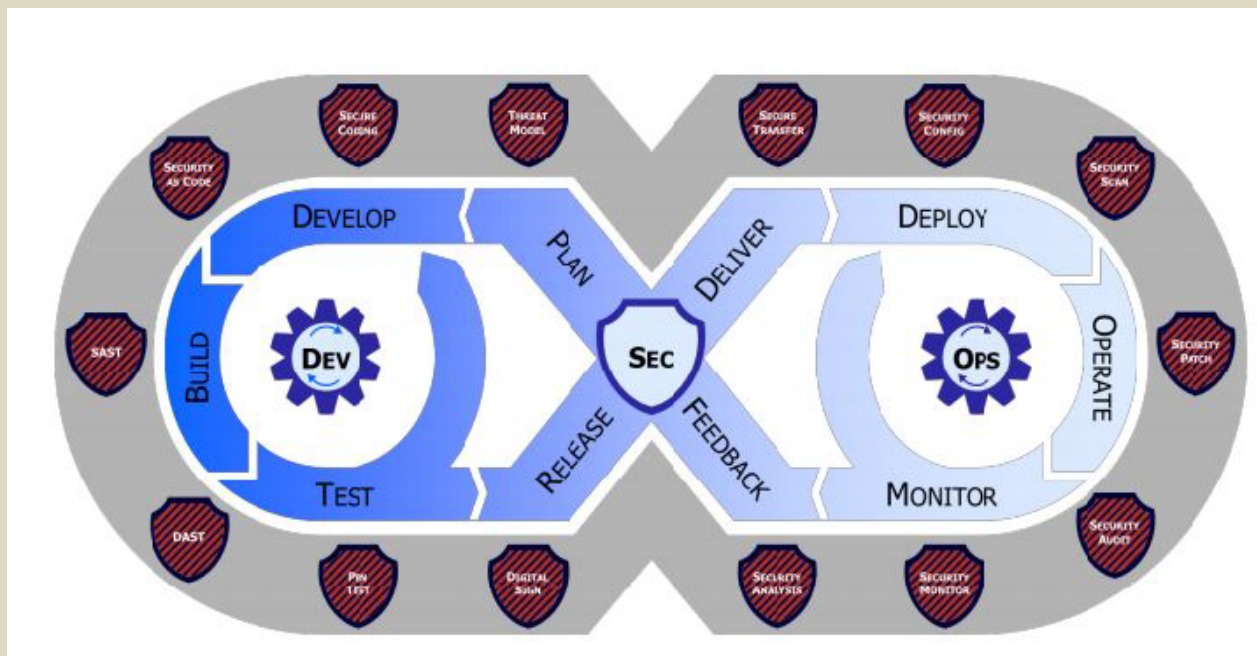 SECURE
CODING
THREAT
MODEL
SECURE
TRANSFER
SECURITY
CONFIG
SECURITY
AS CODE
SECURITY
SCAN
DEVELOP
PLAN
DELIVER
DEPLOY
SAST
BUILD
DEV
SEC
OPS
OPERATE
SECURITY
PATCH
TEST
RELEASE
FEEDBACK
MONITOR
DAST
PEN
TEST
DIGITAL
SIGN
SECURITY
ANALYSIS
SECURITY
MONITOR
SECURITY
AUDIT